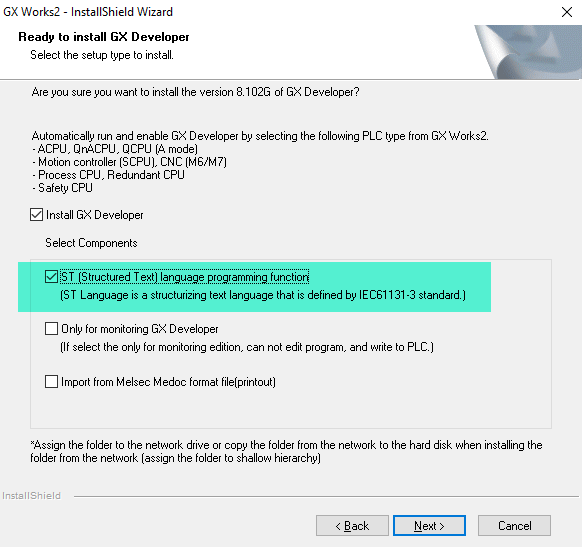 GX Works2 - InstallShield Wizard
Ready to install GX Developer
Select the setup type to install.
Are you sure you want to install the version 8.102G of GX Developer?
Automatically run and enable GX Developer by selecting the following PLC type from GX Works2.
- ACPU, QnACPU, QCPU (A mode)
- Motion controller (SCPU), CNC (M6/M7)
- Process CPU, Redundant CPU
- Safety CPU
Install GX Developer
Select Components
ST (Structured Text) language programming function
(ST Language is a structurizing text language that is defined by IEC61131-3 standard.)
Only for monitoring GX Developer
(If select the only for monitoring edition, can not edit program, and write to PLC.)
Import from Melsec Medoc format file(printout)
*Assign the folder to the network drive or copy the folder from the network to the hard disk when installing the
folder from the network (assign the folder to shallow hierarchy)
InstallShield
< Back
Next >
Cancel